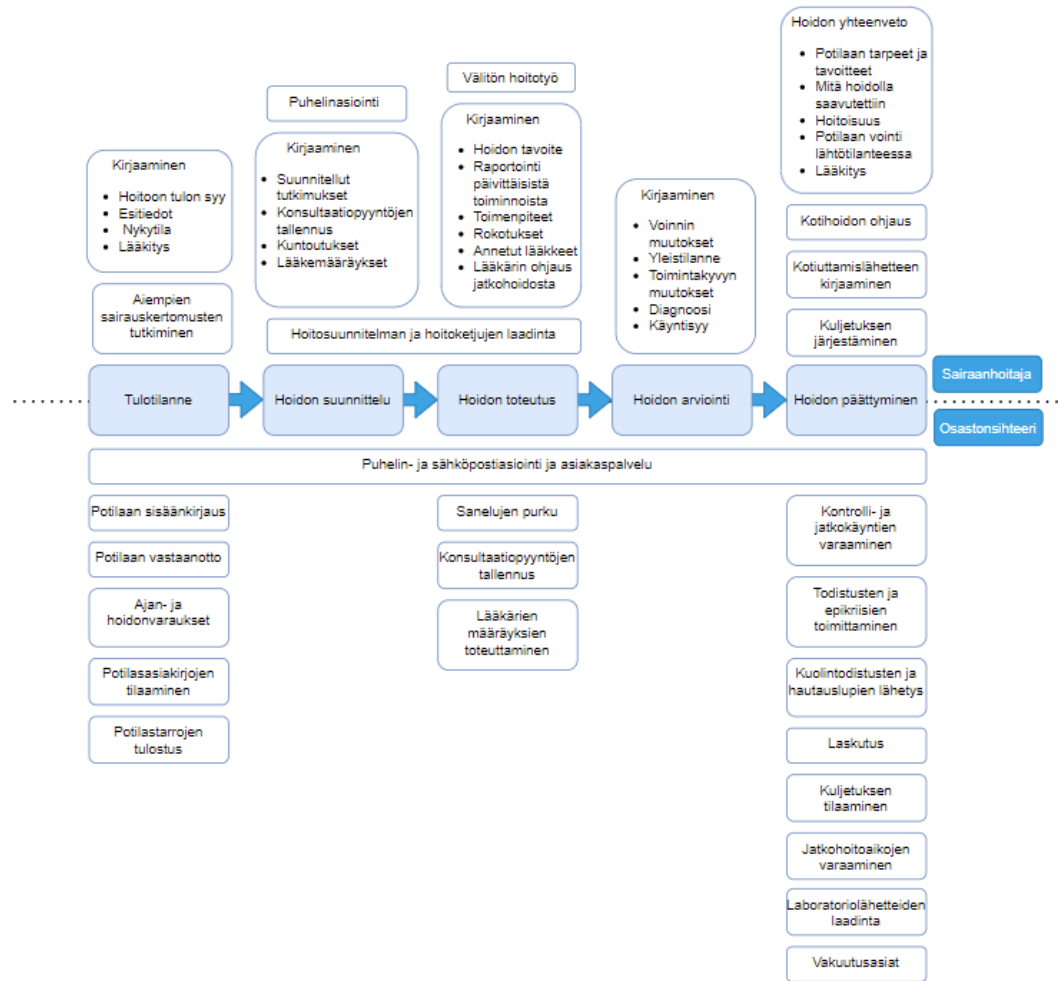 Hoidon yhteenveto
Potilaan tarpeet ja
tavoitteet
Mitä hoidolla
saavutettiin
Hoitoisuus
Potilaan vointi
lähtötilanteessa
Lääkitys
Välitön hoitotyö
Puhelinasiointi
Kirjaaminen
Hoitoon tulon syy
Esitiedot
Nykytila
Lääkitys
Kirjaaminen
Suunnitellut
tutkimukset
Konsultaatiopyyntöjen
tallennus
Kuntoutukset
Lääkemääräykset
Kirjaaminen
Hoidon tavoite
Raportointi
päivittäisistä
toiminnoista
Toimenpiteet
Rokotukset
Annetut lääkkeet
Lääkärin ohjaus
jatkohoidosta
Kirjaaminen
Voinnin
muutokset
Yleistilanne
Toimintakyvyn
muutokset
Diagnoosi
Käyntisyy
Kotihoidon ohjaus
Kotiuttamislähetteen
kirjaaminen
Kuljetuksen
järjestäminen
Aiempien
sairauskertomusten
tutkiminen
Hoitosuunnitelman ja hoitoketjujen laadinta
Tulotilanne
Hoidon suunnittelu
Hoidon toteutus
Hoidon arviointi
Hoidon päättyminen
Sairaanhoitaja
Osastonsihteeri
Puhelin- ja sähköpostiasiointi ja asiakaspalvelu
Potilaan sisäänkirjaus
Potilaan vastaanotto
Ajan- ja
hoidonvaraukset
Potilasasiakirjojen
tilaaminen
Potilastarrojen
tulostus
Sanelujen purku
Konsultaatiopyyntöjen
tallennus
Lääkärien
määräyksien
toteuttaminen
Kontrolli- ja
jatkokäyntien
varaaminen
Todistusten ja
epikriisien
toimittaminen
Kuolintodistusten ja
hautauslupien lähetys
Laskutus
Kuljetuksen
tilaaminen
Jatkohoitoaikojen
varaaminen
Laboratoriolähetteiden
laadinta
Vakuutusasiat